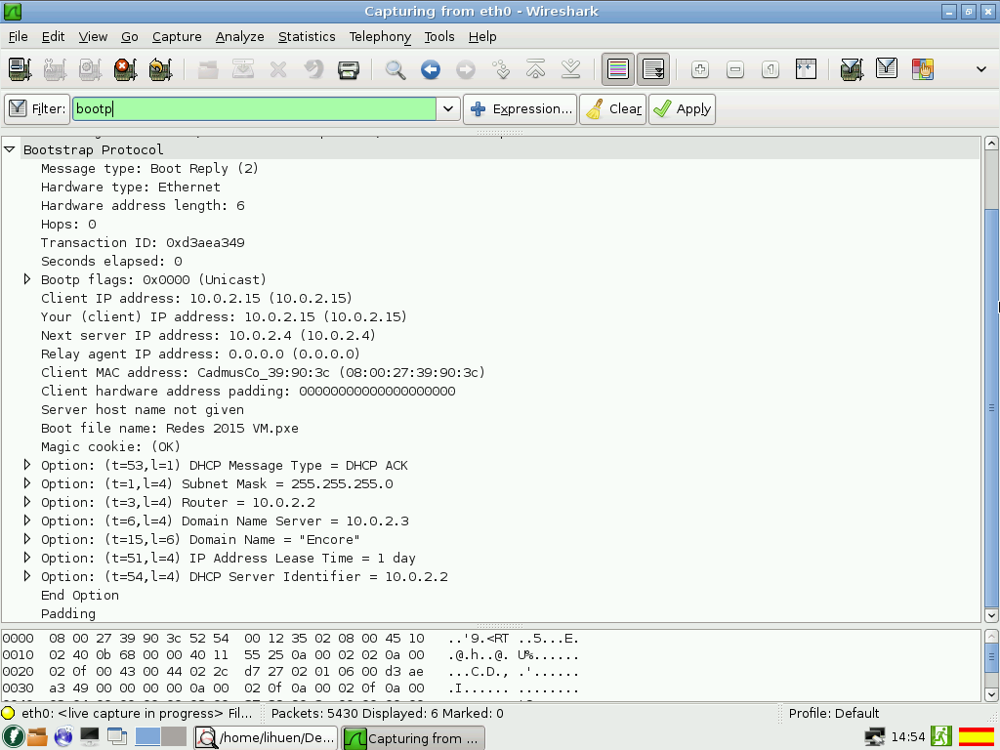 Capturing from eth0 - Wireshark
File Edit View Go Capture Analyze Statistics Telephony Tools Help
Filter: bootp Expression... Clear Apply
Bootstrap Protocol
Message type: Boot Reply (2)
Hardware type: Ethernet
Hardware address length: 6
Hops: 0
Transaction ID: 0xd3aea349
Seconds elapsed: 0
Bootp flags: 0x0000 (Unicast)
Client IP address: 10.0.2.15 (10.0.2.15)
Your (client) IP address: 10.0.2.15 (10.0.2.15)
Next server IP address: 10.0.2.4 (10.0.2.4)
Relay agent IP address: 0.0.0.0 (0.0.0.0)
Client MAC address: CadmusCo_39:90:3c (08:00:27:39:90:3c)
Client hardware address padding: 00000000000000000000
Server host name not given
Boot file name: Redes 2015 VM.pxe
Magic cookie: (OK)
Option: (t=53,l=1) DHCP Message Type = DHCP ACK
Option: (t=1,l=4) Subnet Mask = 255.255.255.0
Option: (t=3,l=4) Router = 10.0.2.2
Option: (t=6,l=4) Domain Name Server = 10.0.2.3
Option: (t=15,l=6) Domain Name = "Encore"
Option: (t=51,l=4) IP Address Lease Time = 1 day
Option: (t=54,l=4) DHCP Server Identifier = 10.0.2.2
End Option
Padding
0000 08 00 27 39 90 3c 52 54 00 12 35 02 08 00 45 10 ..'9.<RT ..5...E.
0010 02 40 0b 68 00 00 40 11 55 25 0a 00 02 02 0a 00 .@.h..@. U%......
0020 02 0f 00 43 00 44 02 2c d7 27 02 01 06 00 d3 ae ...C.D., .'......
0030 a3 49 00 00 00 00 0a 00 02 0f 0a 00 02 0f 0a 00 .I...... ........
eth0: <live capture in progress> Fil... Packets: 5430 Displayed: 6 Marked: 0 Profile: Default
/home/lihuen/De... Capturing from ... 14:54